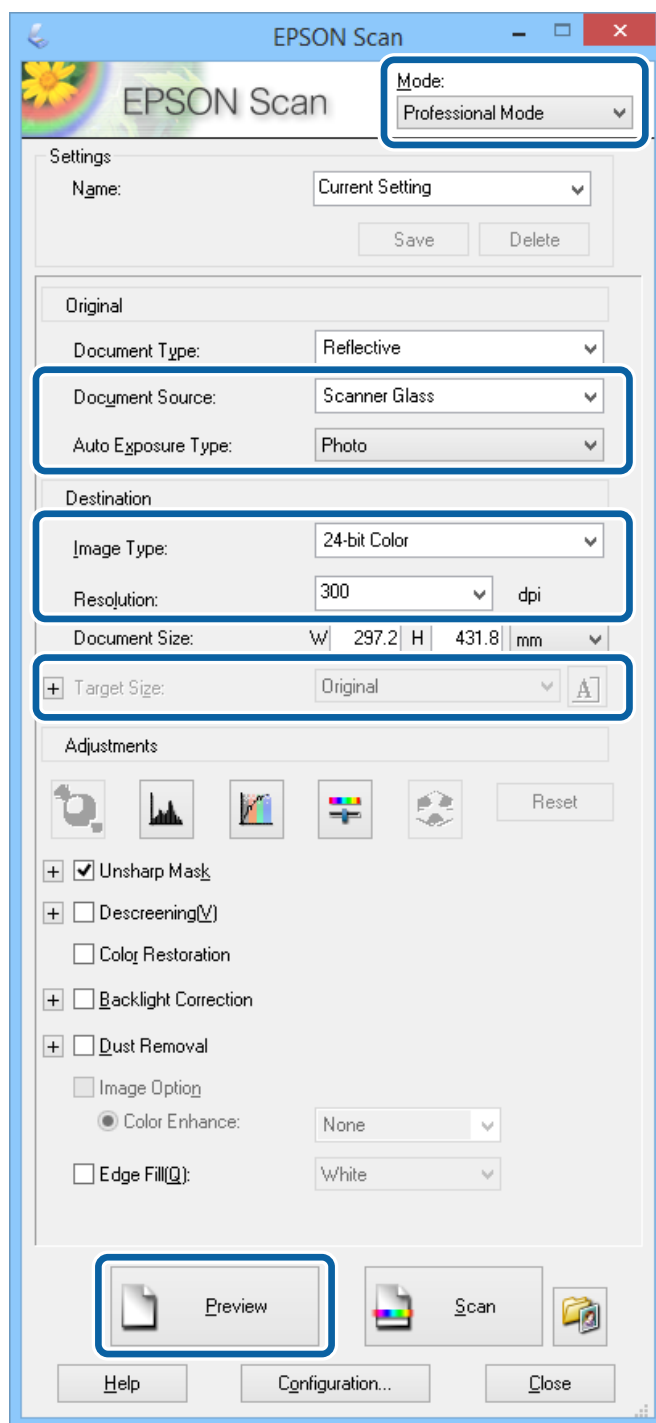 EPSON Scan
EPSON Scan
Mode:
Professional Mode
Settings
Name:
Current Setting
Save
Delete
Original
Document Type:
Reflective
Document Source:
Scanner Glass
Auto Exposure Type:
Photo
Destination
Image Type:
24-bit Color
Resolution:
300
dpi
Document Size:
W 297.2 H 431.8 mm
+ Target Size:
Original
A
Adjustments
Reset
+ Unsharp Mask
+ Descreening(V)
Color Restoration
+ Backlight Correction
+ Dust Removal
Image Option
Color Enhance:
None
Edge Fill(Q):
White
Preview
Scan
Help
Configuration...
Close